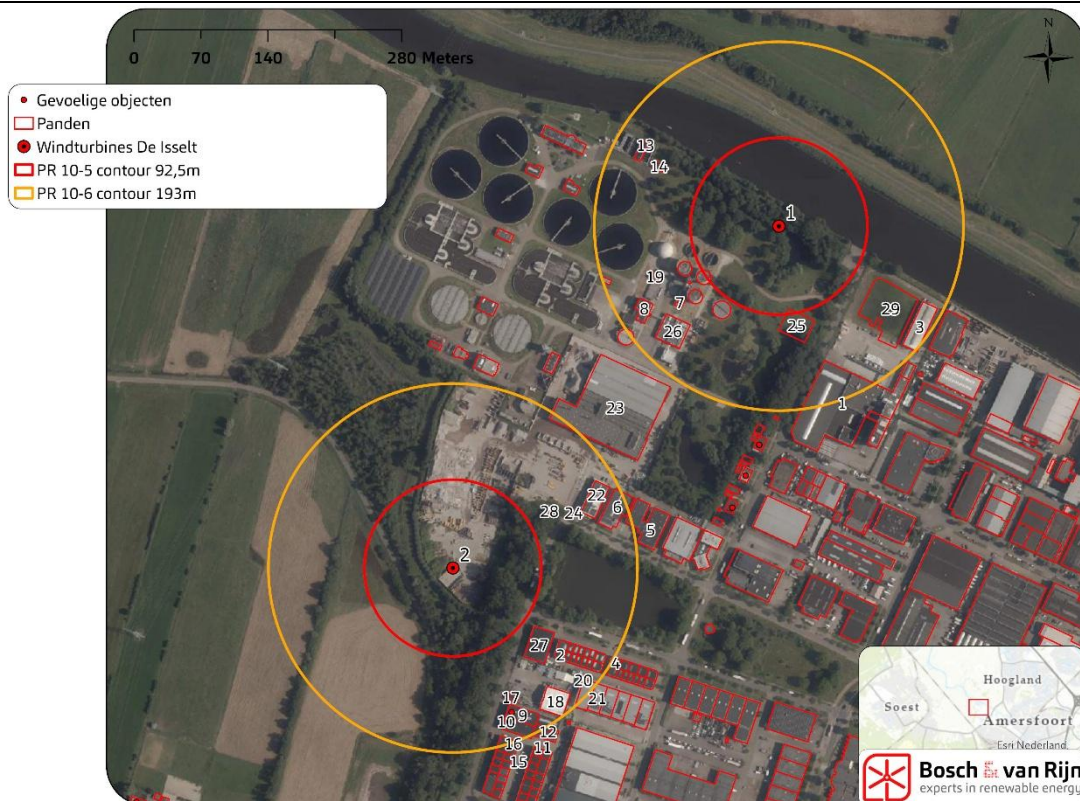 N
0 70 140 280 Meters
Gevoelige objecten
Panden
Windturbines De Isselt
PR 10-5 contour 92,5m
PR 10-6 contour 193m
13
14
1
19
7
8
26
25
29
3
1
23
22
6
5
28
24
2
27
2
4
20
21
18
17
9
10
12
16
11
15
Hoogland
Soest
Amersfoort
Esri Nederland,
Bosch & van Rijn
experts in renewable energy